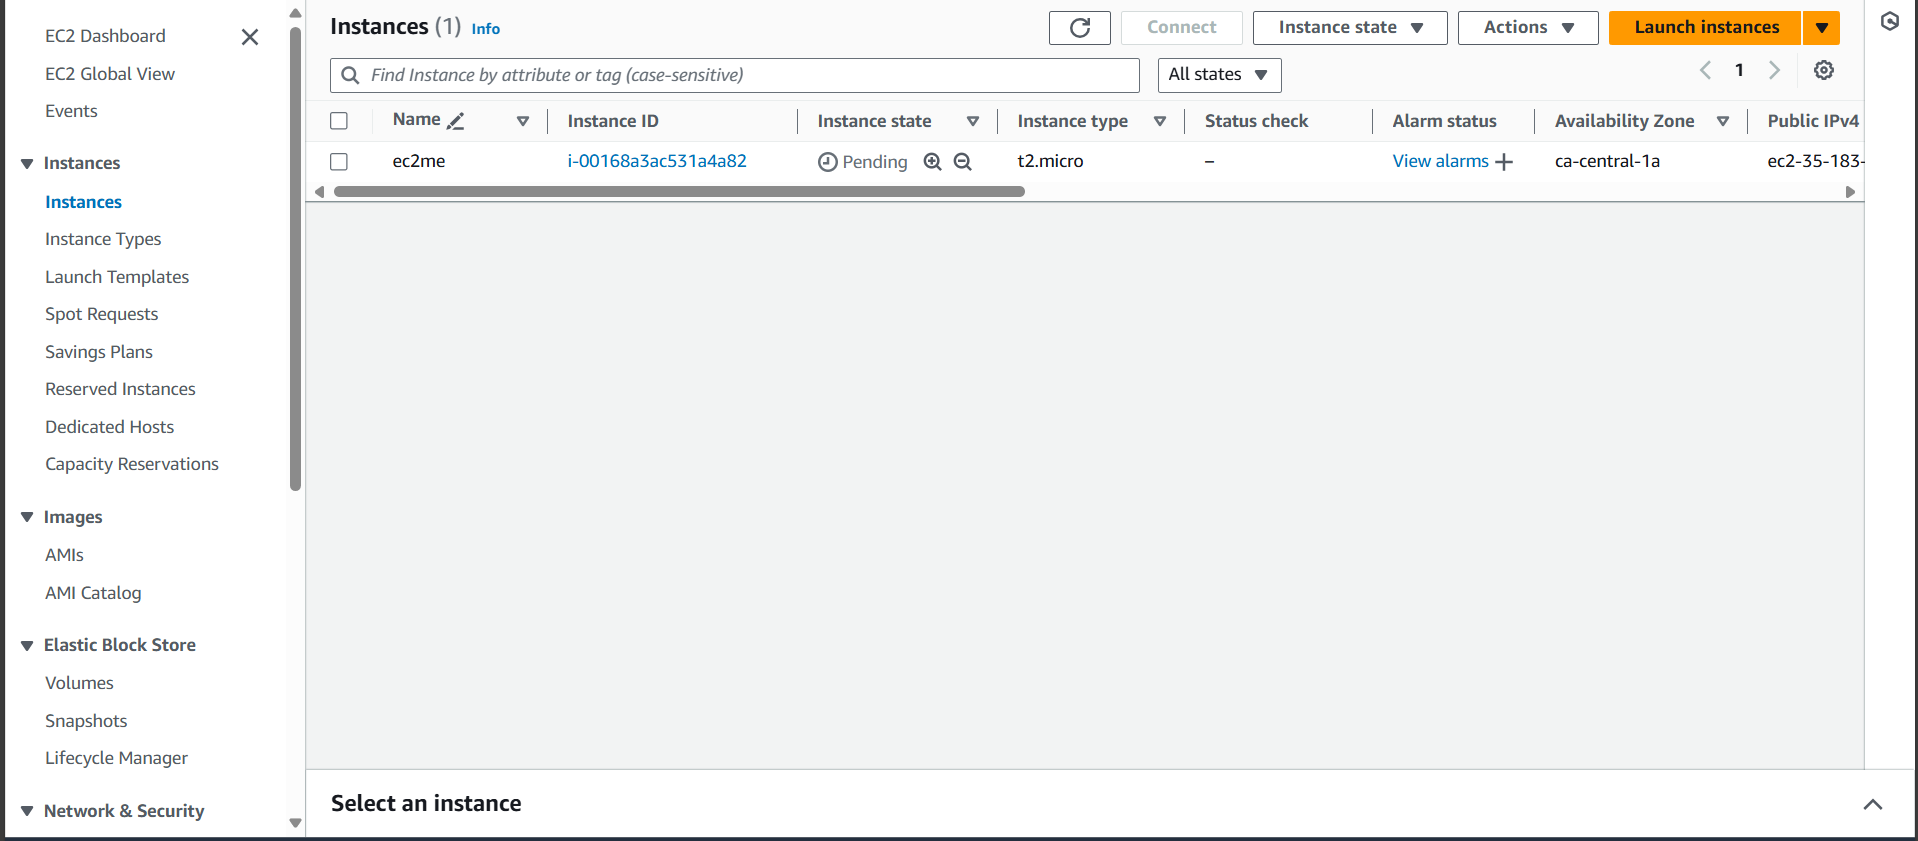 EC2 Dashboard
EC2 Global View
Events
Instances
Instances
Instance Types
Launch Templates
Spot Requests
Savings Plans
Reserved Instances
Dedicated Hosts
Capacity Reservations
Images
AMIs
AMI Catalog
Elastic Block Store
Volumes
Snapshots
Lifecycle Manager
Network & Security
Instances (1) Info
Connect
Instance state
Actions
Launch instances
Find Instance by attribute or tag (case-sensitive)
All states
1
Name Instance ID Instance state Instance type Status check Alarm status Availability Zone Public IPv4
ec2me i-00168a3ac531a4a82 Pending t2.micro – View alarms + ca-central-1a ec2-35-183-
Select an instance